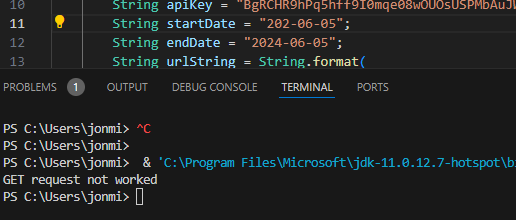 10 String apiKey = "BgRCHR9hPq5hff9I0mqe08wOUOsUSPMbAuJW
11 String startDate = "202-06-05";
12 String endDate = "2024-06-05";
13 String urlString = String.format(
PROBLEMS 1 OUTPUT DEBUG CONSOLE TERMINAL PORTS
PS C:\Users\jonmi> ^C
PS C:\Users\jonmi>
PS C:\Users\jonmi> & 'C:\Program Files\Microsoft\jdk-11.0.12.7-hotspot\bi
GET request not worked
PS C:\Users\jonmi>